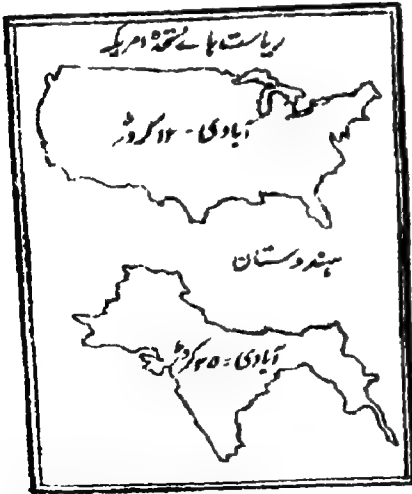 ریاست ہائے متحدہ امریکہ
آبادی - ۱۲ کروڑ
ہندوستان
آبادی = ۳۵ کروڑ